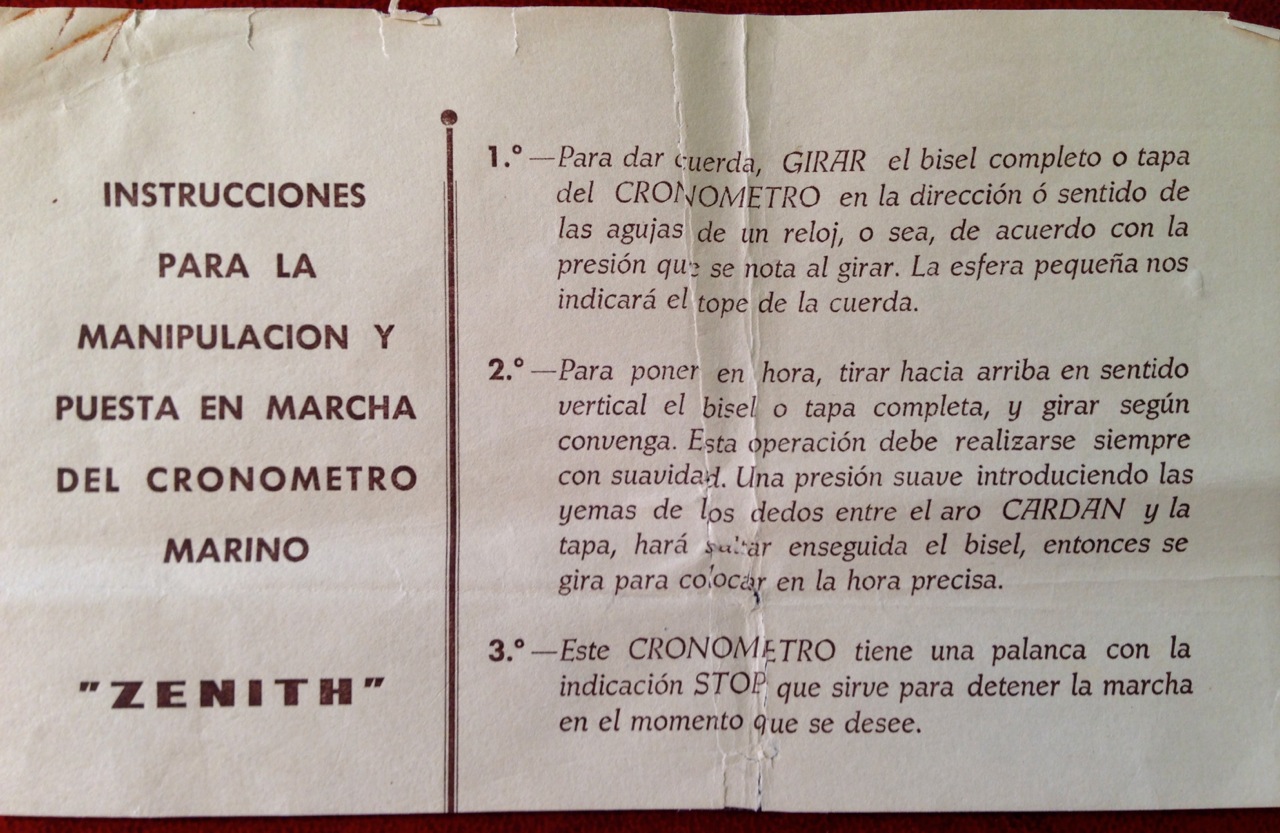 INSTRUCCIONES
PARA LA
MANIPULACION Y
PUESTA EN MARCHA
DEL CRONOMETRO
MARINO
"ZENITH"
1.º—Para dar cuerda, GIRAR el bisel completo o tapa
del CRONOMETRO en la dirección ó sentido de
las agujas de un reloj, o sea, de acuerdo con la
presión que se nota al girar. La esfera pequeña nos
indicará el tope de la cuerda.
2.º—Para poner en hora, tirar hacia arriba en sentido
vertical el bisel o tapa completa, y girar según
convenga. Esta operación debe realizarse siempre
con suavidad. Una presión suave introduciendo las
yemas de los dedos entre el aro CARDAN y la
tapa, hará saltar enseguida el bisel, entonces se
gira para colocar en la hora precisa.
3.º—Este CRONOMETRO tiene una palanca con la
indicación STOP que sirve para detener la marcha
en el momento que se desee.